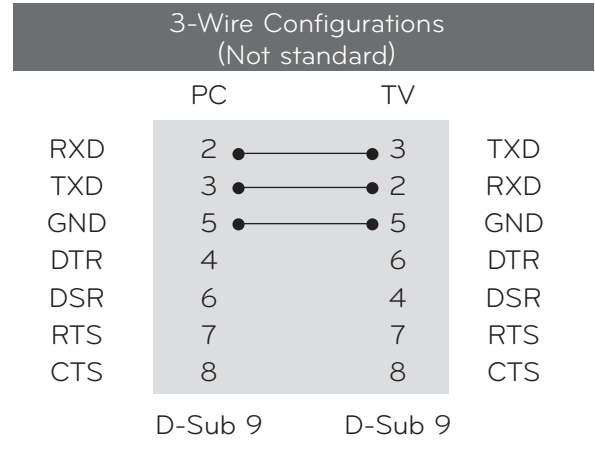 3-Wire Configurations
(Not standard)
PC TV
RXD 2 3 TXD
TXD 3 2 RXD
GND 5 5 GND
DTR 4 6 DTR
DSR 6 4 DSR
RTS 7 7 RTS
CTS 8 8 CTS
D-Sub 9 D-Sub 9